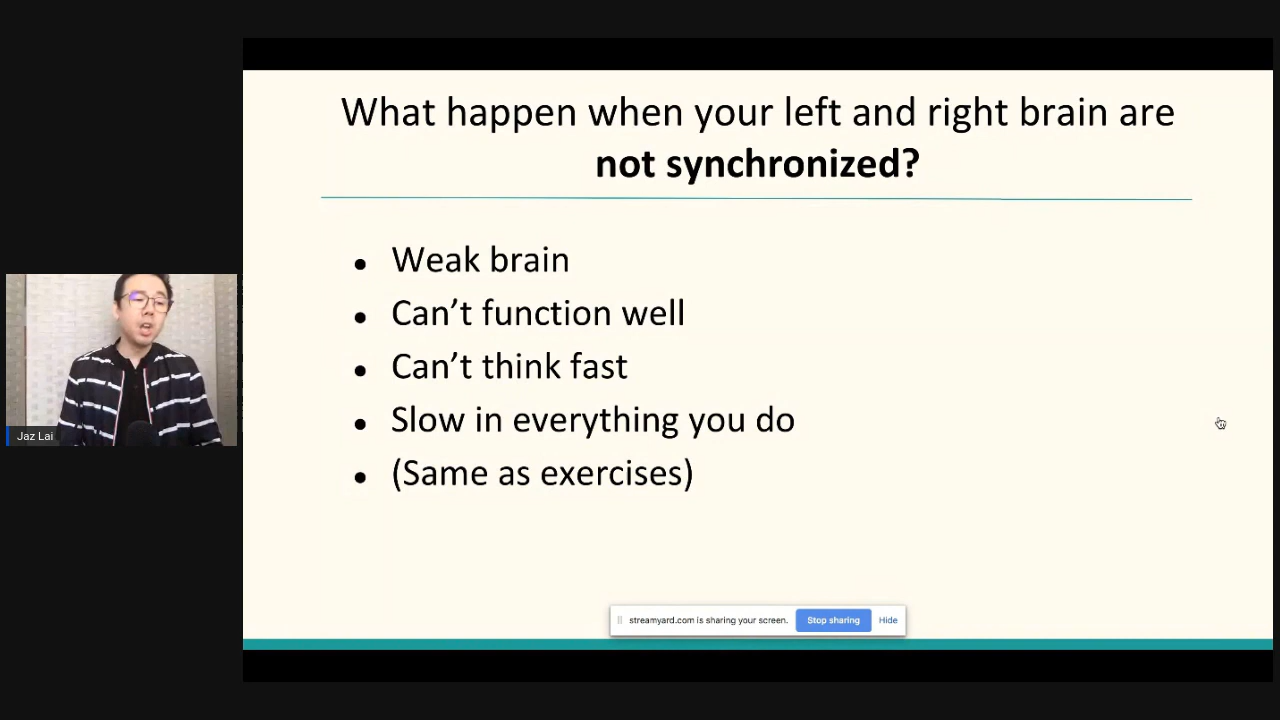 What happen when your left and right brain are
not synchronized?
• Weak brain
• Can’t function well
• Can’t think fast
• Slow in everything you do
• (Same as exercises)
Jaz Lai
streamyard.com is sharing your screen. Stop sharing Hide